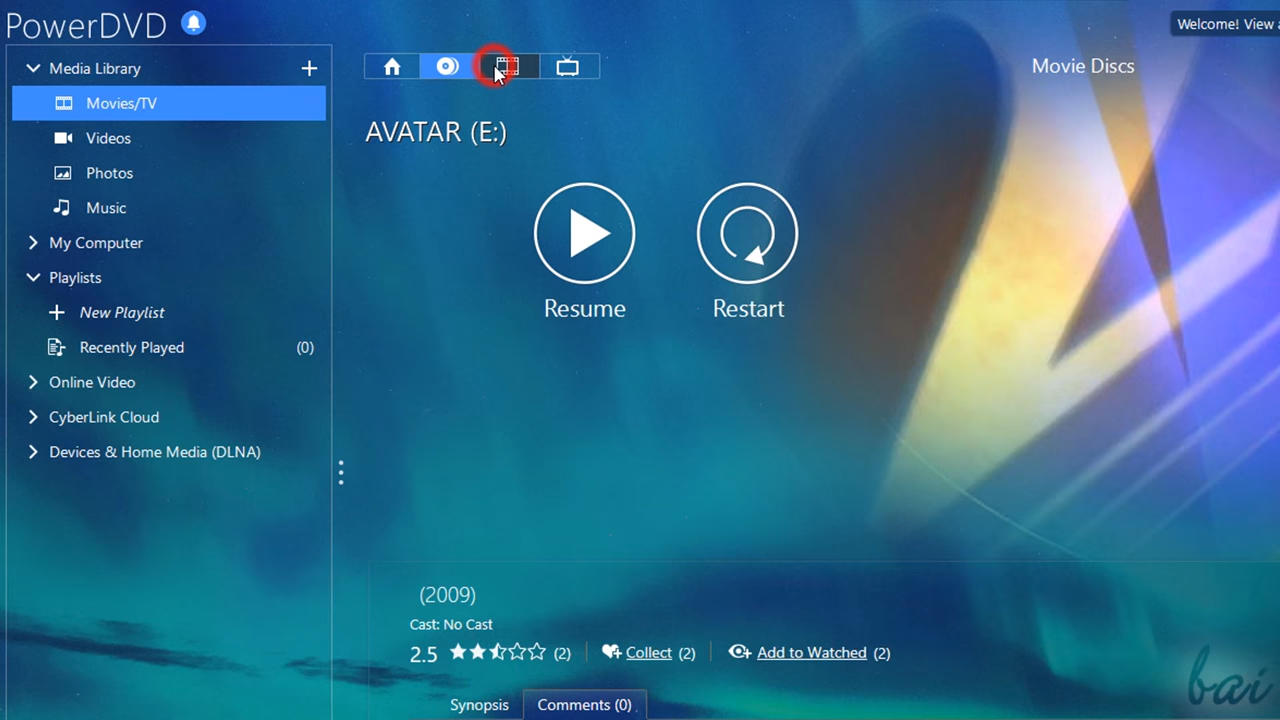 PowerDVD
Welcome! View a
Media Library
Movies/TV
Videos
Photos
Music
My Computer
Playlists
New Playlist
Recently Played (0)
Online Video
CyberLink Cloud
Devices & Home Media (DLNA)
Movie Discs
AVATAR (E:)
Resume
Restart
(2009)
Cast: No Cast
2.5 (2) Collect (2) Add to Watched (2)
Synopsis
Comments (0)
bai